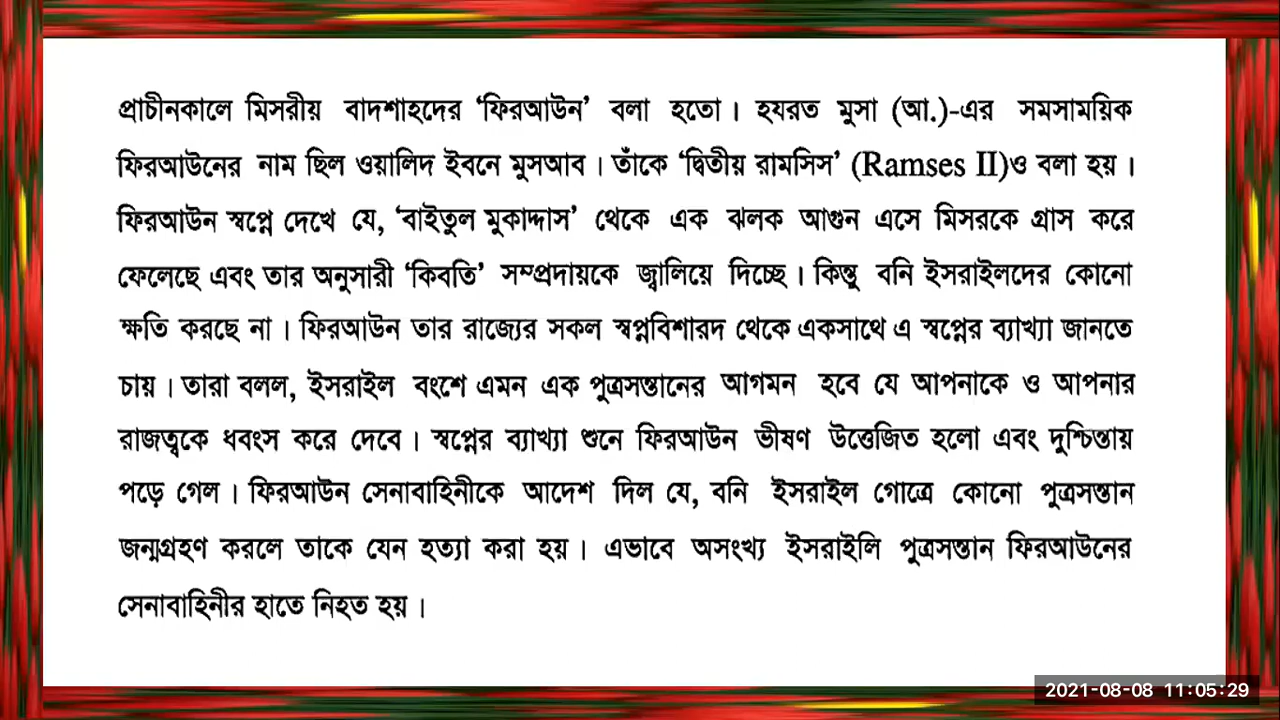 প্রাচীনকালে মিসরীয় বাদশাহদের ‘ফিরআউন’ বলা হতো। হযরত মুসা (আ.)-এর সমসাময়িক
ফিরআউনের নাম ছিল ওয়ালিদ ইবনে মুসআব। তাঁকে ‘দ্বিতীয় রামসিস’ (Ramses II)ও বলা হয়।
ফিরআউন স্বপ্নে দেখে যে, ‘বাইতুল মুকাদ্দাস’ থেকে এক ঝলক আগুন এসে মিসরকে গ্রাস করে
ফেলেছে এবং তার অনুসারী ‘কিবতি’ সম্প্রদায়কে জ্বালিয়ে দিচ্ছে। কিন্তু বনি ইসরাইলদের কোনো
ক্ষতি করছে না। ফিরআউন তার রাজ্যের সকল স্বপ্নবিশারদ থেকে একসাথে এ স্বপ্নের ব্যাখ্যা জানতে
চায়। তারা বলল, ইসরাইল বংশে এমন এক পুত্রসন্তানের আগমন হবে যে আপনাকে ও আপনার
রাজত্বকে ধবংস করে দেবে। স্বপ্নের ব্যাখ্যা শুনে ফিরআউন ভীষণ উত্তেজিত হলো এবং দুশ্চিন্তায়
পড়ে গেল। ফিরআউন সেনাবাহিনীকে আদেশ দিল যে, বনি ইসরাইল গোত্রে কোনো পুত্রসন্তান
জন্মগ্রহণ করলে তাকে যেন হত্যা করা হয়। এভাবে অসংখ্য ইসরাইলি পুত্রসন্তান ফিরআউনের
সেনাবাহিনীর হাতে নিহত হয়।
2021-08-08 11:05:29